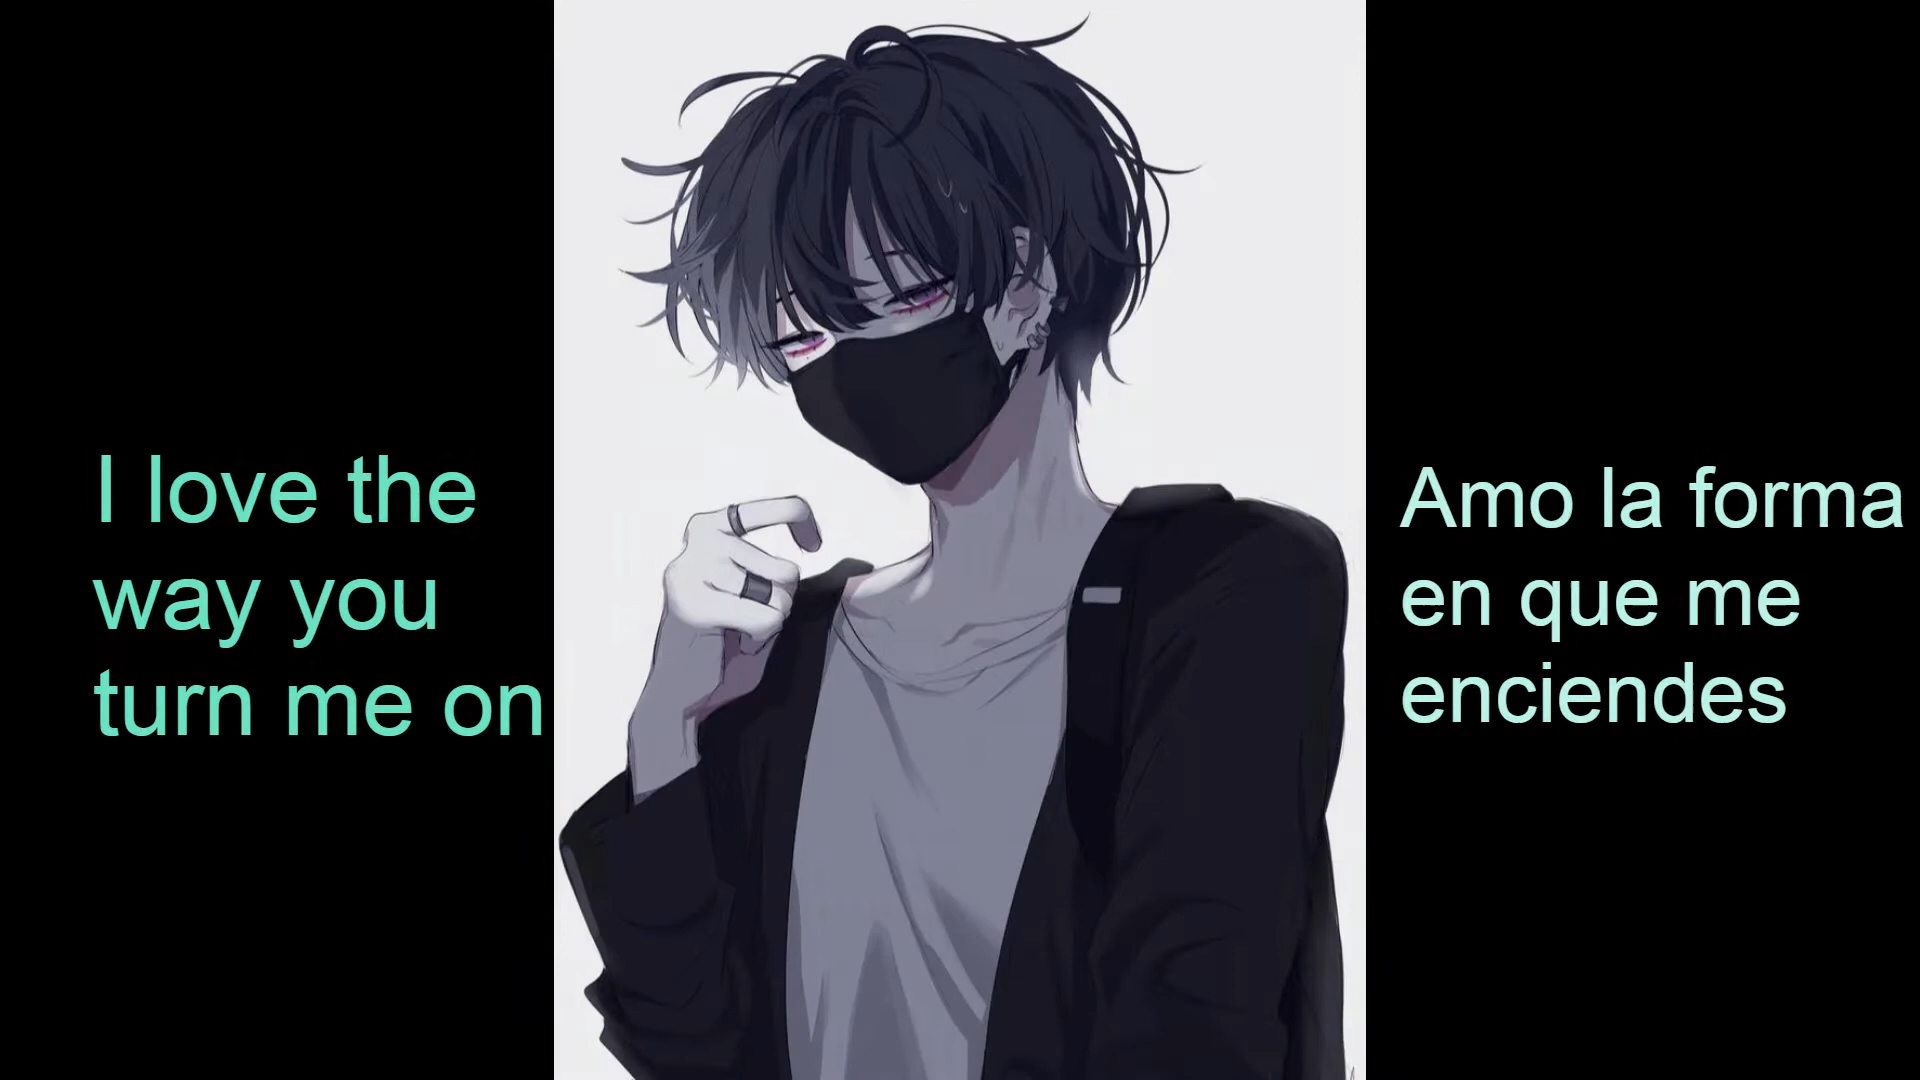 I love the
way you
turn me on
Amo la forma
en que me
enciendes